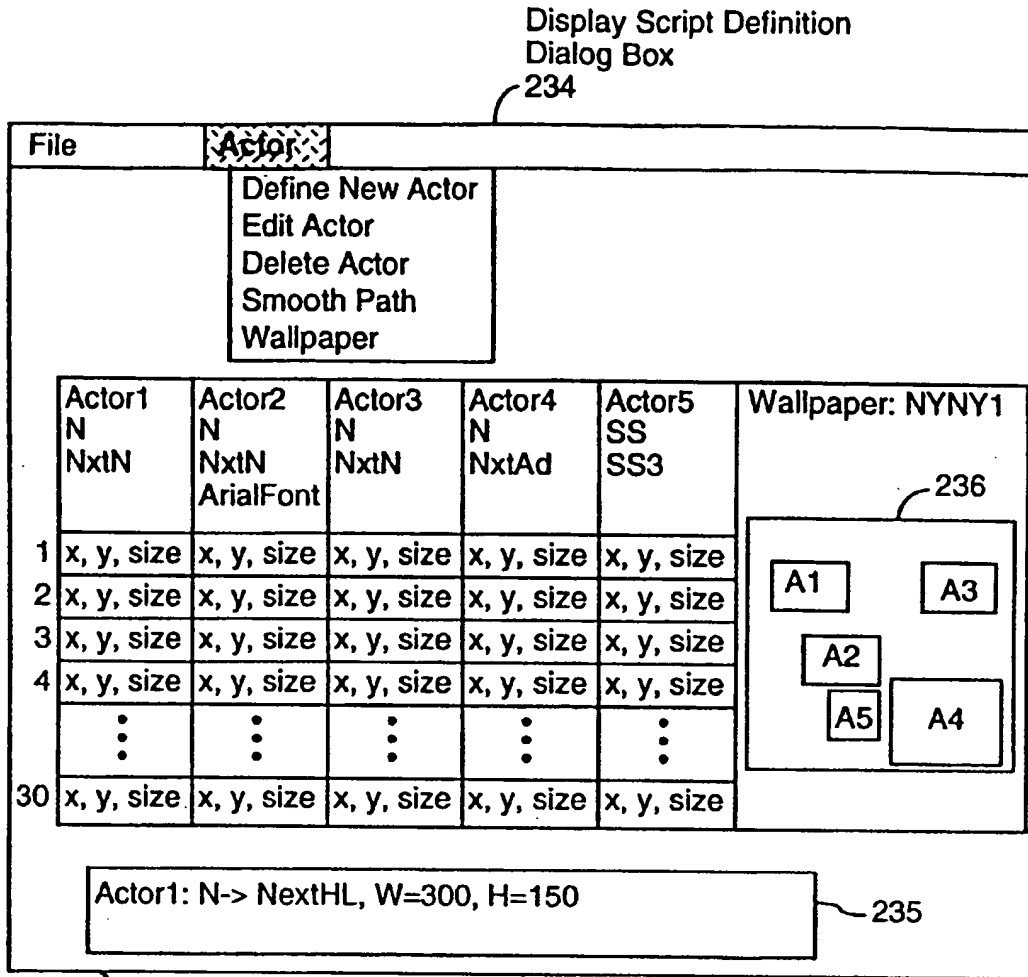 Display Script Definition
Dialog Box
234
File Actor
Define New Actor
Edit Actor
Delete Actor
Smooth Path
Wallpaper
Actor1 Actor2 Actor3 Actor4 Actor5 Wallpaper: NYNY1
N N N N SS
NxtN NxtN NxtN NxtAd SS3
ArialFont
236
1 x, y, size x, y, size x, y, size x, y, size x, y, size
2 x, y, size x, y, size x, y, size x, y, size x, y, size
3 x, y, size x, y, size x, y, size x, y, size x, y, size
4 x, y, size x, y, size x, y, size x, y, size x, y, size
30 x, y, size x, y, size x, y, size x, y, size x, y, size
A1 A3
A2
A5 A4
Actor1: N-> NextHL, W=300, H=150
235